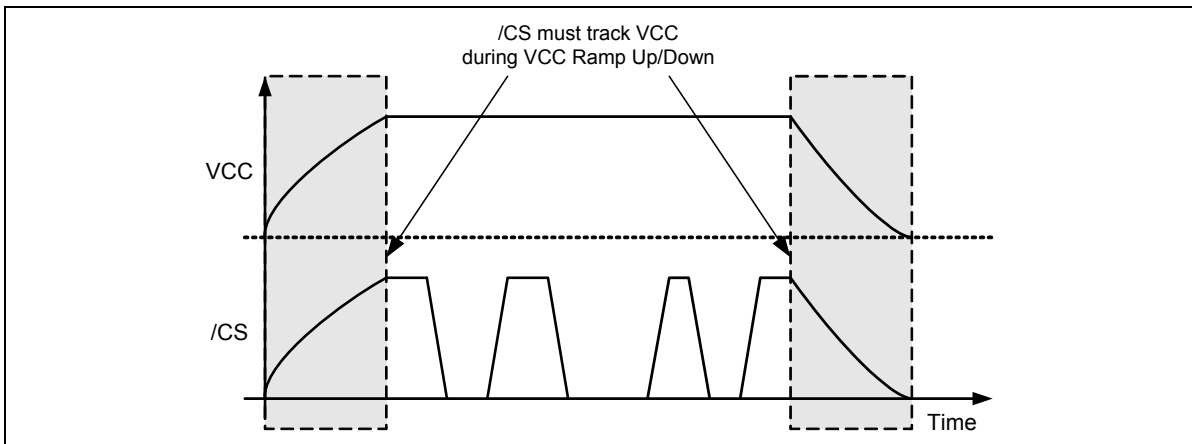 /CS must track VCC
during VCC Ramp Up/Down
VCC
/CS
Time